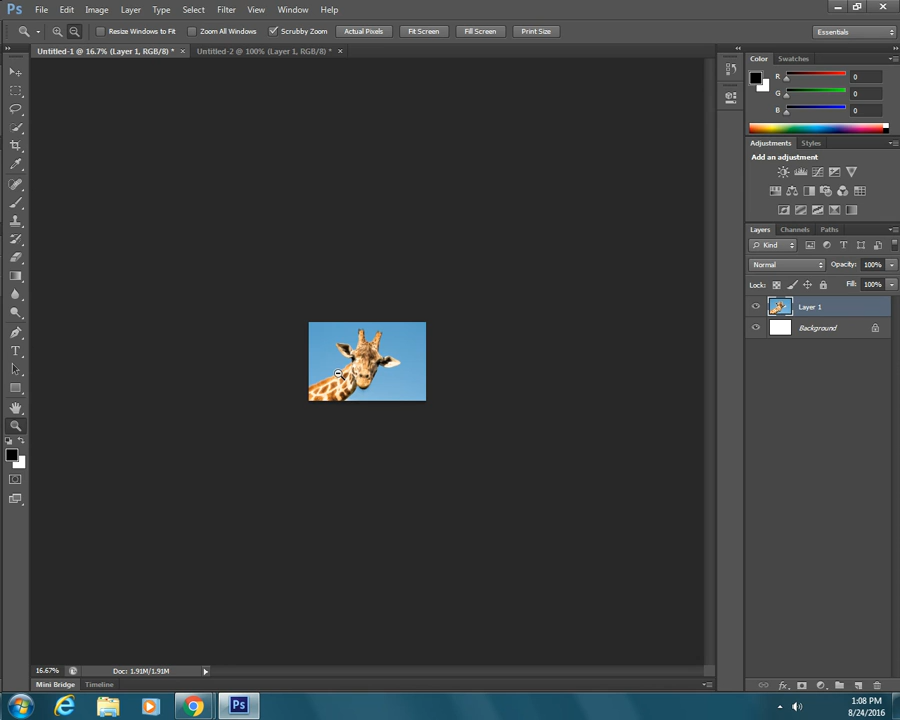 Ps File Edit Image Layer Type Select Filter View Window Help
Resize Windows to Fit Zoom All Windows Scrubby Zoom Actual Pixels Fit Screen Fill Screen Print Size Essentials
Untitled-1 @ 16.7% (Layer 1, RGB/8) * × Untitled-2 @ 100% (Layer 1, RGB/8) * ×
Color Swatches
R 0
G 0
B 0
Adjustments Styles
Add an adjustment
Layers Channels Paths
Kind
Normal Opacity: 100%
Lock: Fill: 100%
Layer 1
Background
16.67% Doc: 1.91M/1.91M
Mini Bridge Timeline
Ps
1:08 PM
8/24/2016